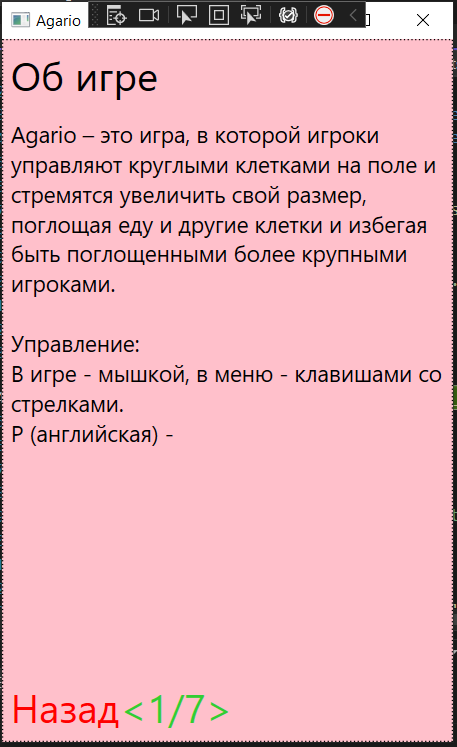 Agario
Об игре
Agario – это игра, в которой игроки
управляют круглыми клетками на поле и
стремятся увеличить свой размер,
поглощая еду и другие клетки и избегая
быть поглощенными более крупными
игроками.
Управление:
В игре - мышкой, в меню - клавишами со
стрелками.
P (английская) -
Назад <1/7>